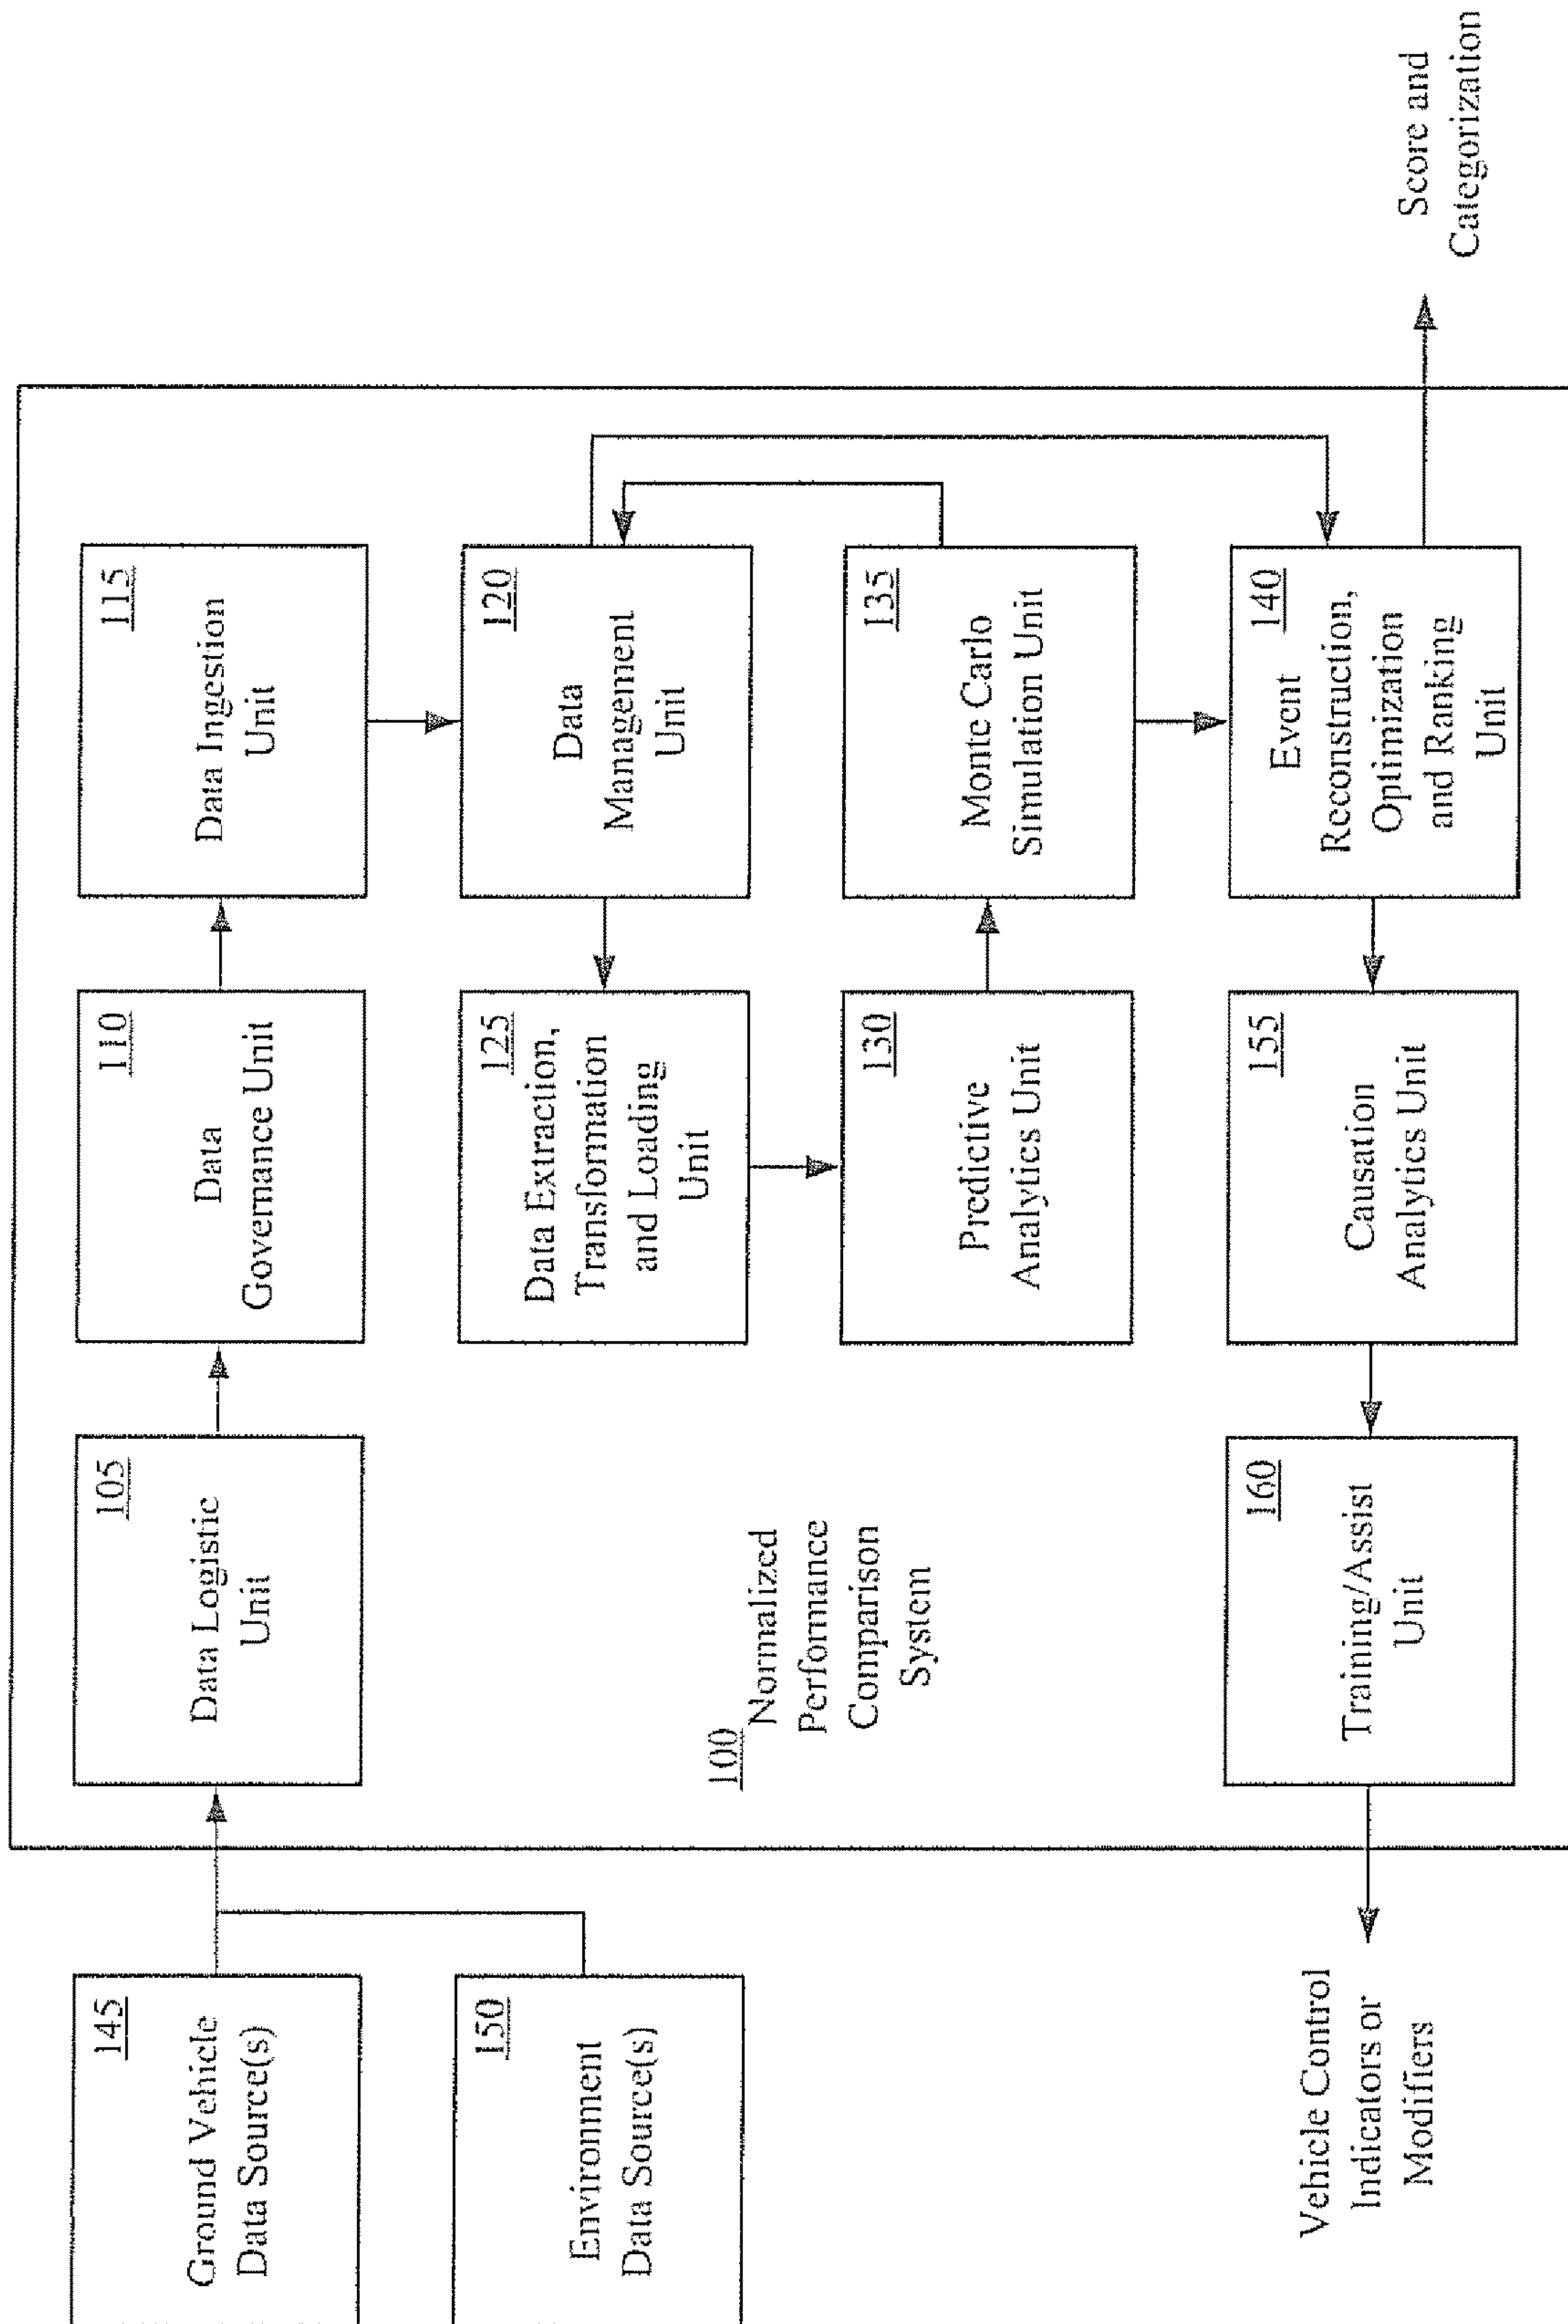 145
Ground Vehicle
Data Source(s)
105
Data Logistic
Unit
110
Data
Governance Unit
115
Data Ingestion
Unit
150
Environment
Data Source(s)
125
Data Extraction,
Transformation
and Loading
Unit
120
Data
Management
Unit
100
Normalized
Performance
Comparison
System
130
Predictive
Analytics Unit
135
Monte Carlo
Simulation Unit
Vehicle Control
Indicators or
Modifiers
160
Training/Assist
Unit
155
Causation
Analytics Unit
140
Event
Reconstruction,
Optimization
and Ranking
Unit
Score and
Categorization